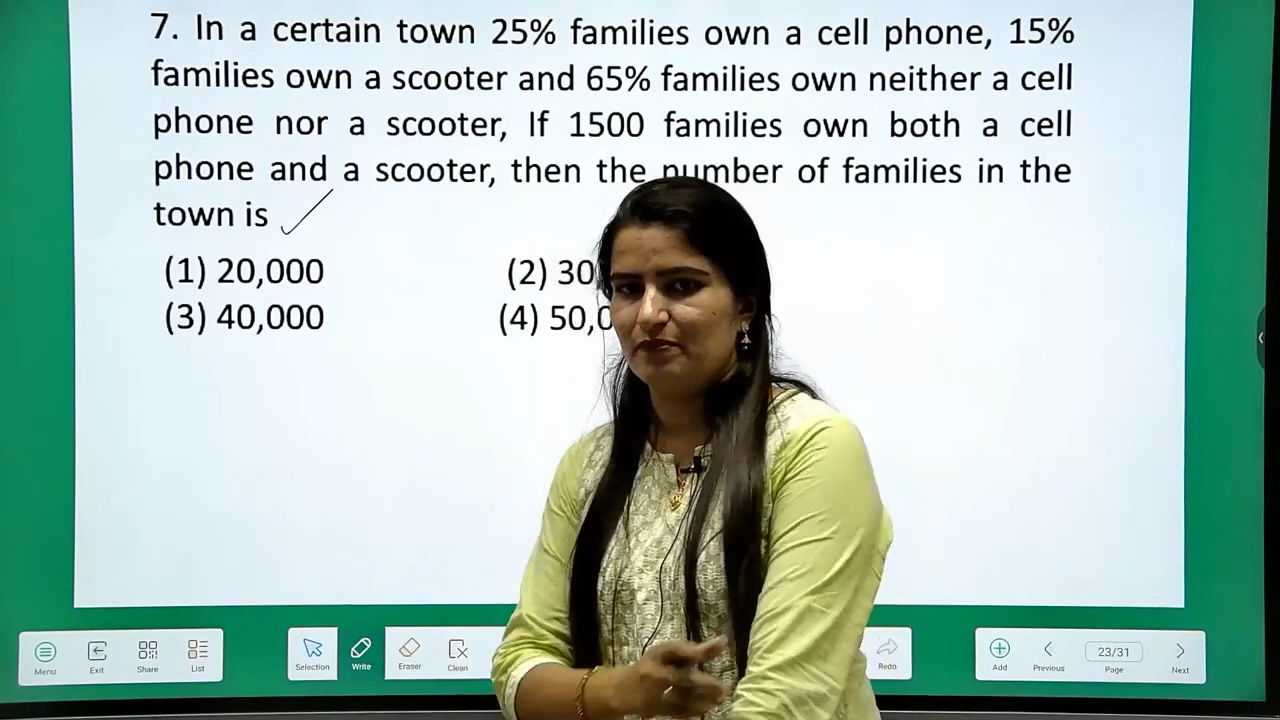 7. In a certain town 25% families own a cell phone, 15%
families own a scooter and 65% families own neither a cell
phone nor a scooter, If 1500 families own both a cell
phone and a scooter, then the number of families in the
town is
(1) 20,000 (2) 30
(3) 40,000 (4) 50,0
Menu Exit Share List Selection Write Eraser Clean Redo Add Previous 23/31 Page Next